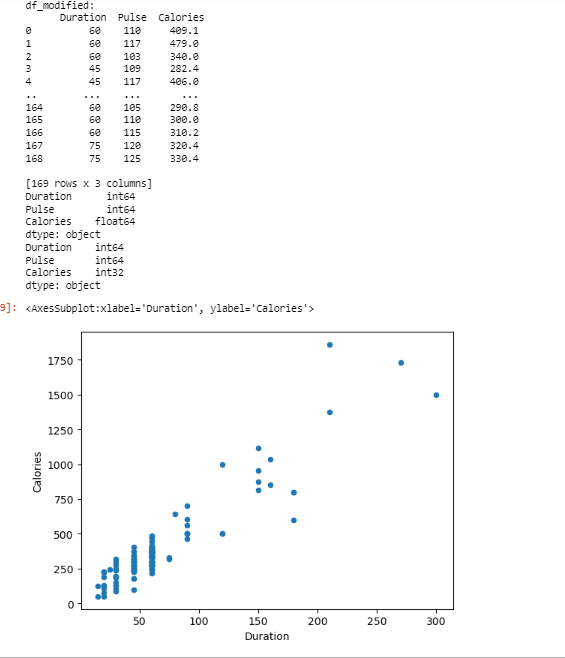 df_modified:
Duration Pulse Calories
0 60 110 409.1
1 60 117 479.0
2 60 103 340.0
3 45 109 282.4
4 45 117 406.0
.. ... ... ...
164 60 105 290.8
165 60 110 300.0
166 60 115 310.2
167 75 120 320.4
168 75 125 330.4
[169 rows x 3 columns]
Duration int64
Pulse int64
Calories float64
dtype: object
Duration int64
Pulse int64
Calories int32
dtype: object
9]: <AxesSubplot:xlabel='Duration', ylabel='Calories'>
1750
1500
1250
1000
750
500
250
0
Calories
50 100 150 200 250 300
Duration